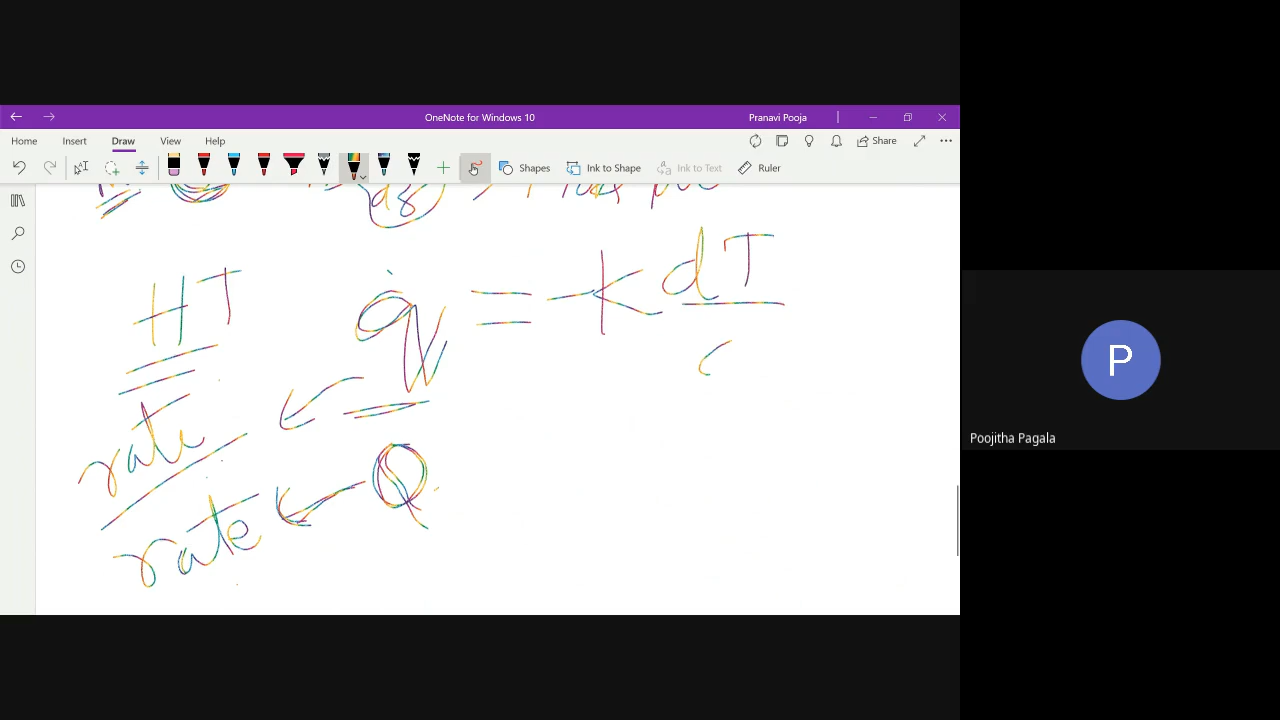 OneNote for Windows 10
Pranavi Pooja
Home Insert Draw View Help
Share
Shapes Ink to Shape Ink to Text Ruler
HT
q̇ = -K dT
rate
Q
rate
P
Poojitha Pagala